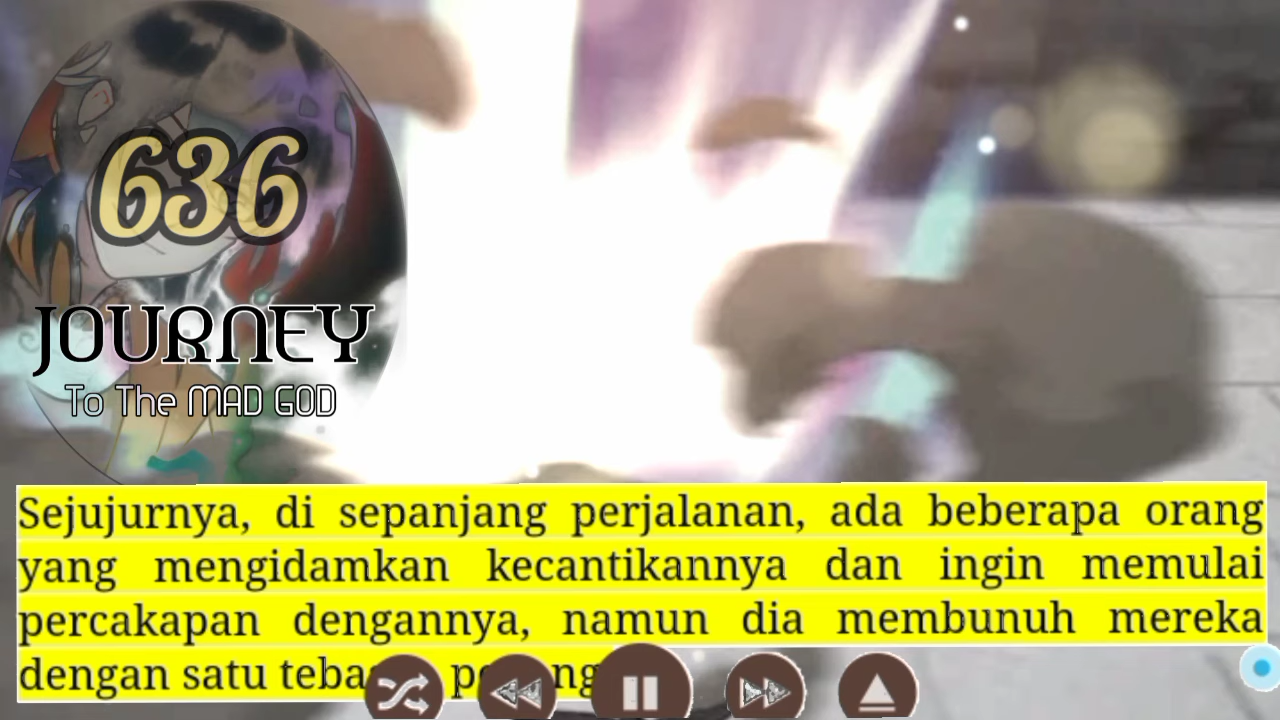 636
JOURNEY
To The MAD GOD
Sejujurnya, di sepanjang perjalanan, ada beberapa orang
yang mengidamkan kecantikannya dan ingin memulai
percakapan dengannya, namun dia membunuh mereka
dengan satu